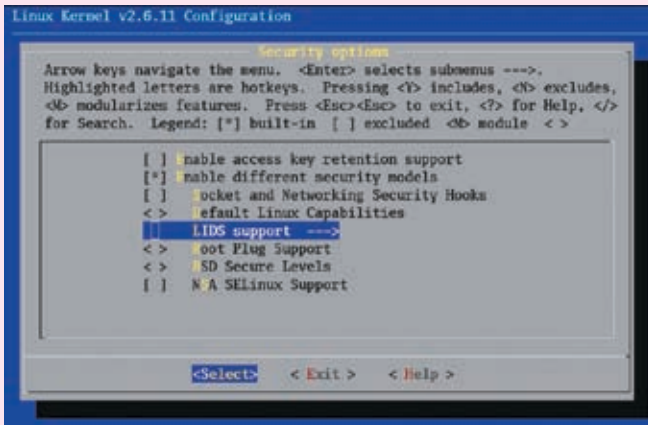 Linux Kernel v2.6.11 Configuration
Security options
Arrow keys navigate the menu. <Enter> selects submenus --->.
Highlighted letters are hotkeys. Pressing <Y> includes, <N> excludes,
<M> modularizes features. Press <Esc><Esc> to exit, <?> for Help, </>
for Search. Legend: [*] built-in [ ] excluded <M> module < >
[ ] Enable access key retention support
[*] Enable different security models
[ ] Socket and Networking Security Hooks
< > Default Linux Capabilities
[ ] LIDS support --->
< > Root Plug Support
< > BSD Secure Levels
[ ] NSA SELinux Support
<Select> < Exit > < Help >